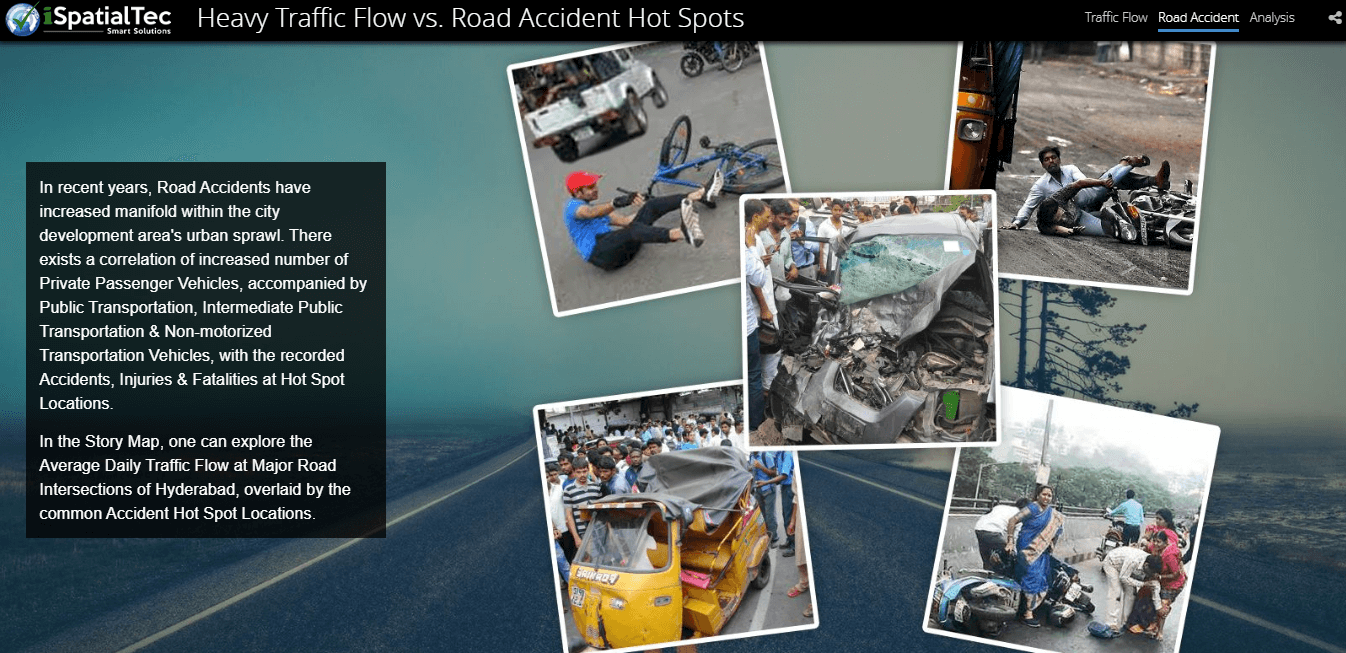 iSpatialTec
Smart Solutions
Heavy Traffic Flow vs. Road Accident Hot Spots
Traffic Flow Road Accident Analysis
In recent years, Road Accidents have
increased manifold within the city
development area's urban sprawl. There
exists a correlation of increased number of
Private Passenger Vehicles, accompanied by
Public Transportation, Intermediate Public
Transportation & Non-motorized
Transportation Vehicles, with the recorded
Accidents, Injuries & Fatalities at Hot Spot
Locations.
In the Story Map, one can explore the
Average Daily Traffic Flow at Major Road
Intersections of Hyderabad, overlaid by the
common Accident Hot Spot Locations.